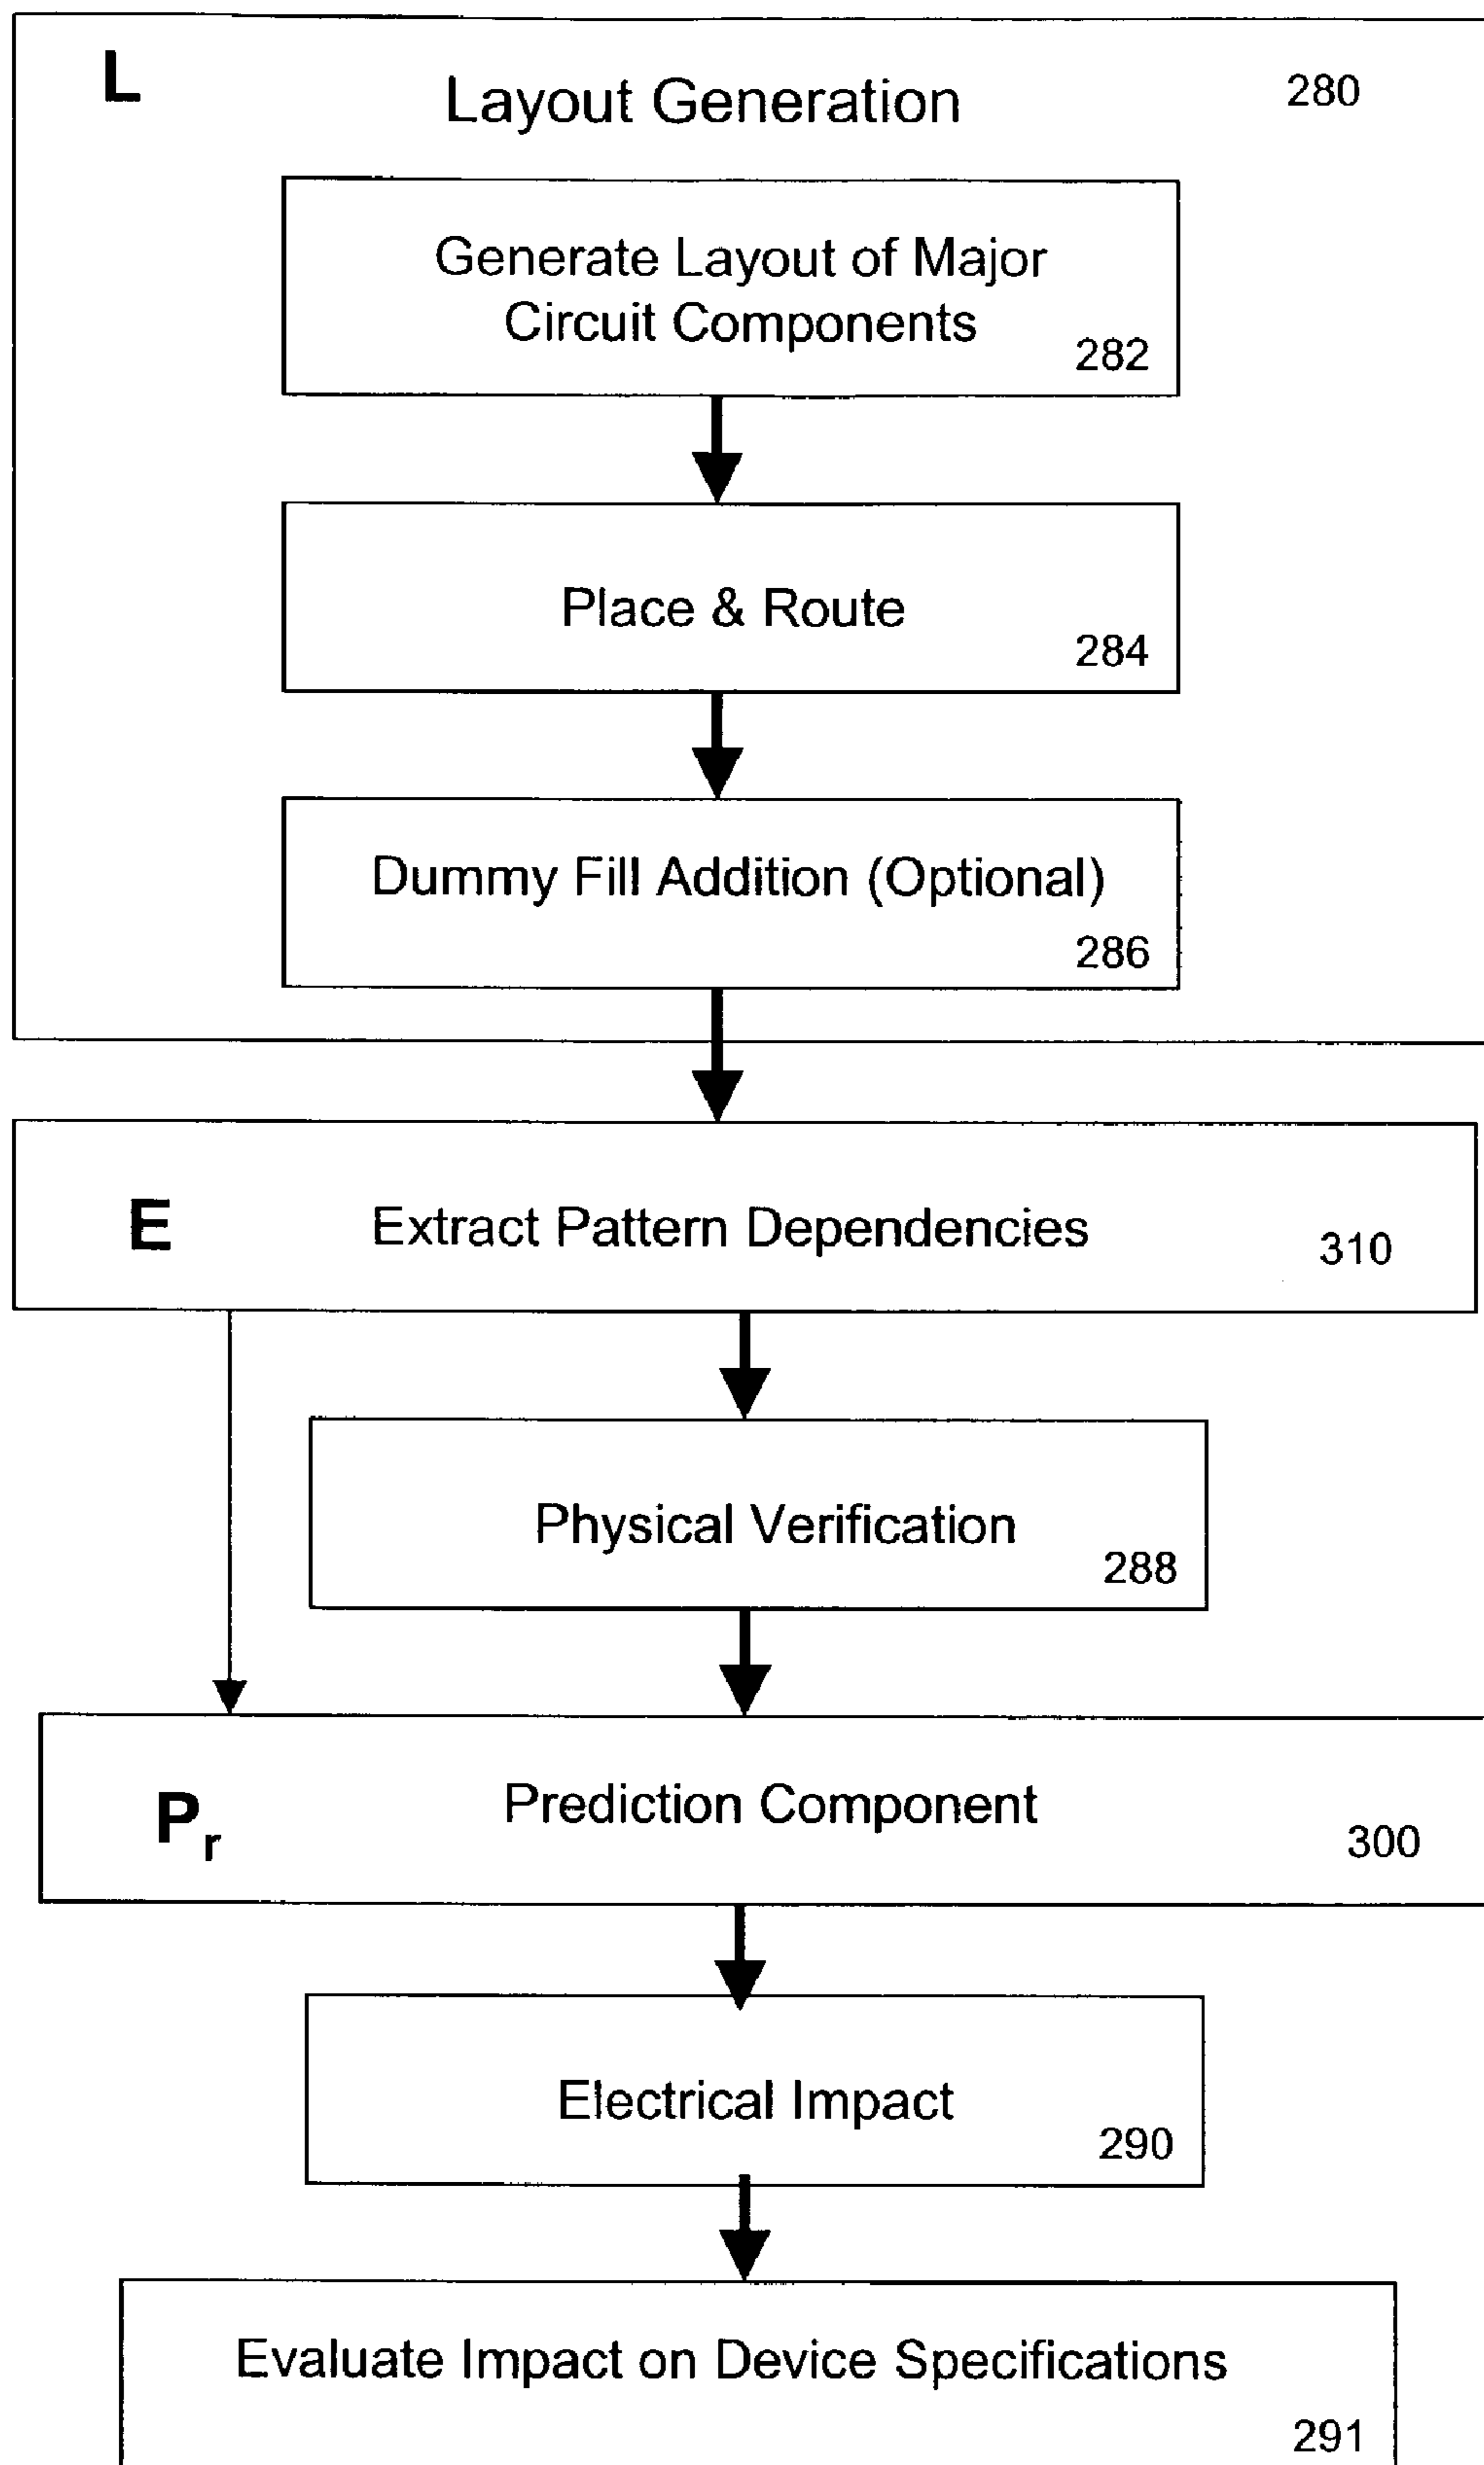 L
Layout Generation
280
Generate Layout of Major
Circuit Components
282
Place & Route
284
Dummy Fill Addition (Optional)
286
E
Extract Pattern Dependencies
310
Physical Verification
288
Pr
Prediction Component
300
Electrical Impact
290
Evaluate Impact on Device Specifications
291